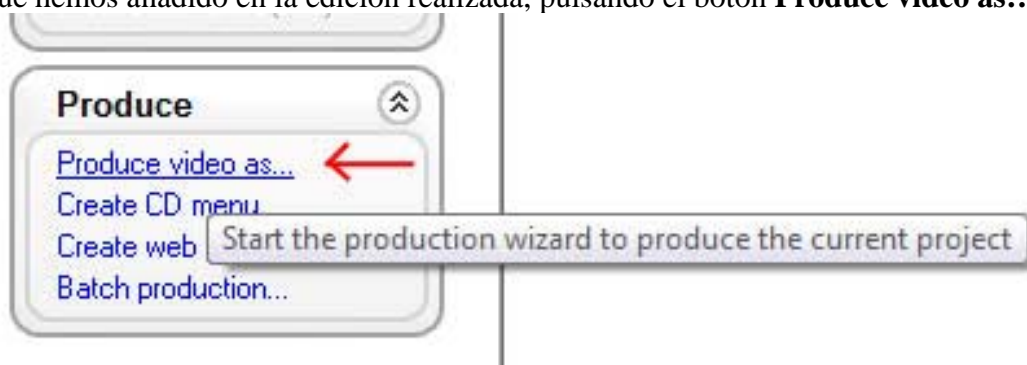 que hemos añadido en la edición realizada, pulsando el botón Produce video as...
Produce
Produce video as...
Create CD menu
Create web
Start the production wizard to produce the current project
Batch production...